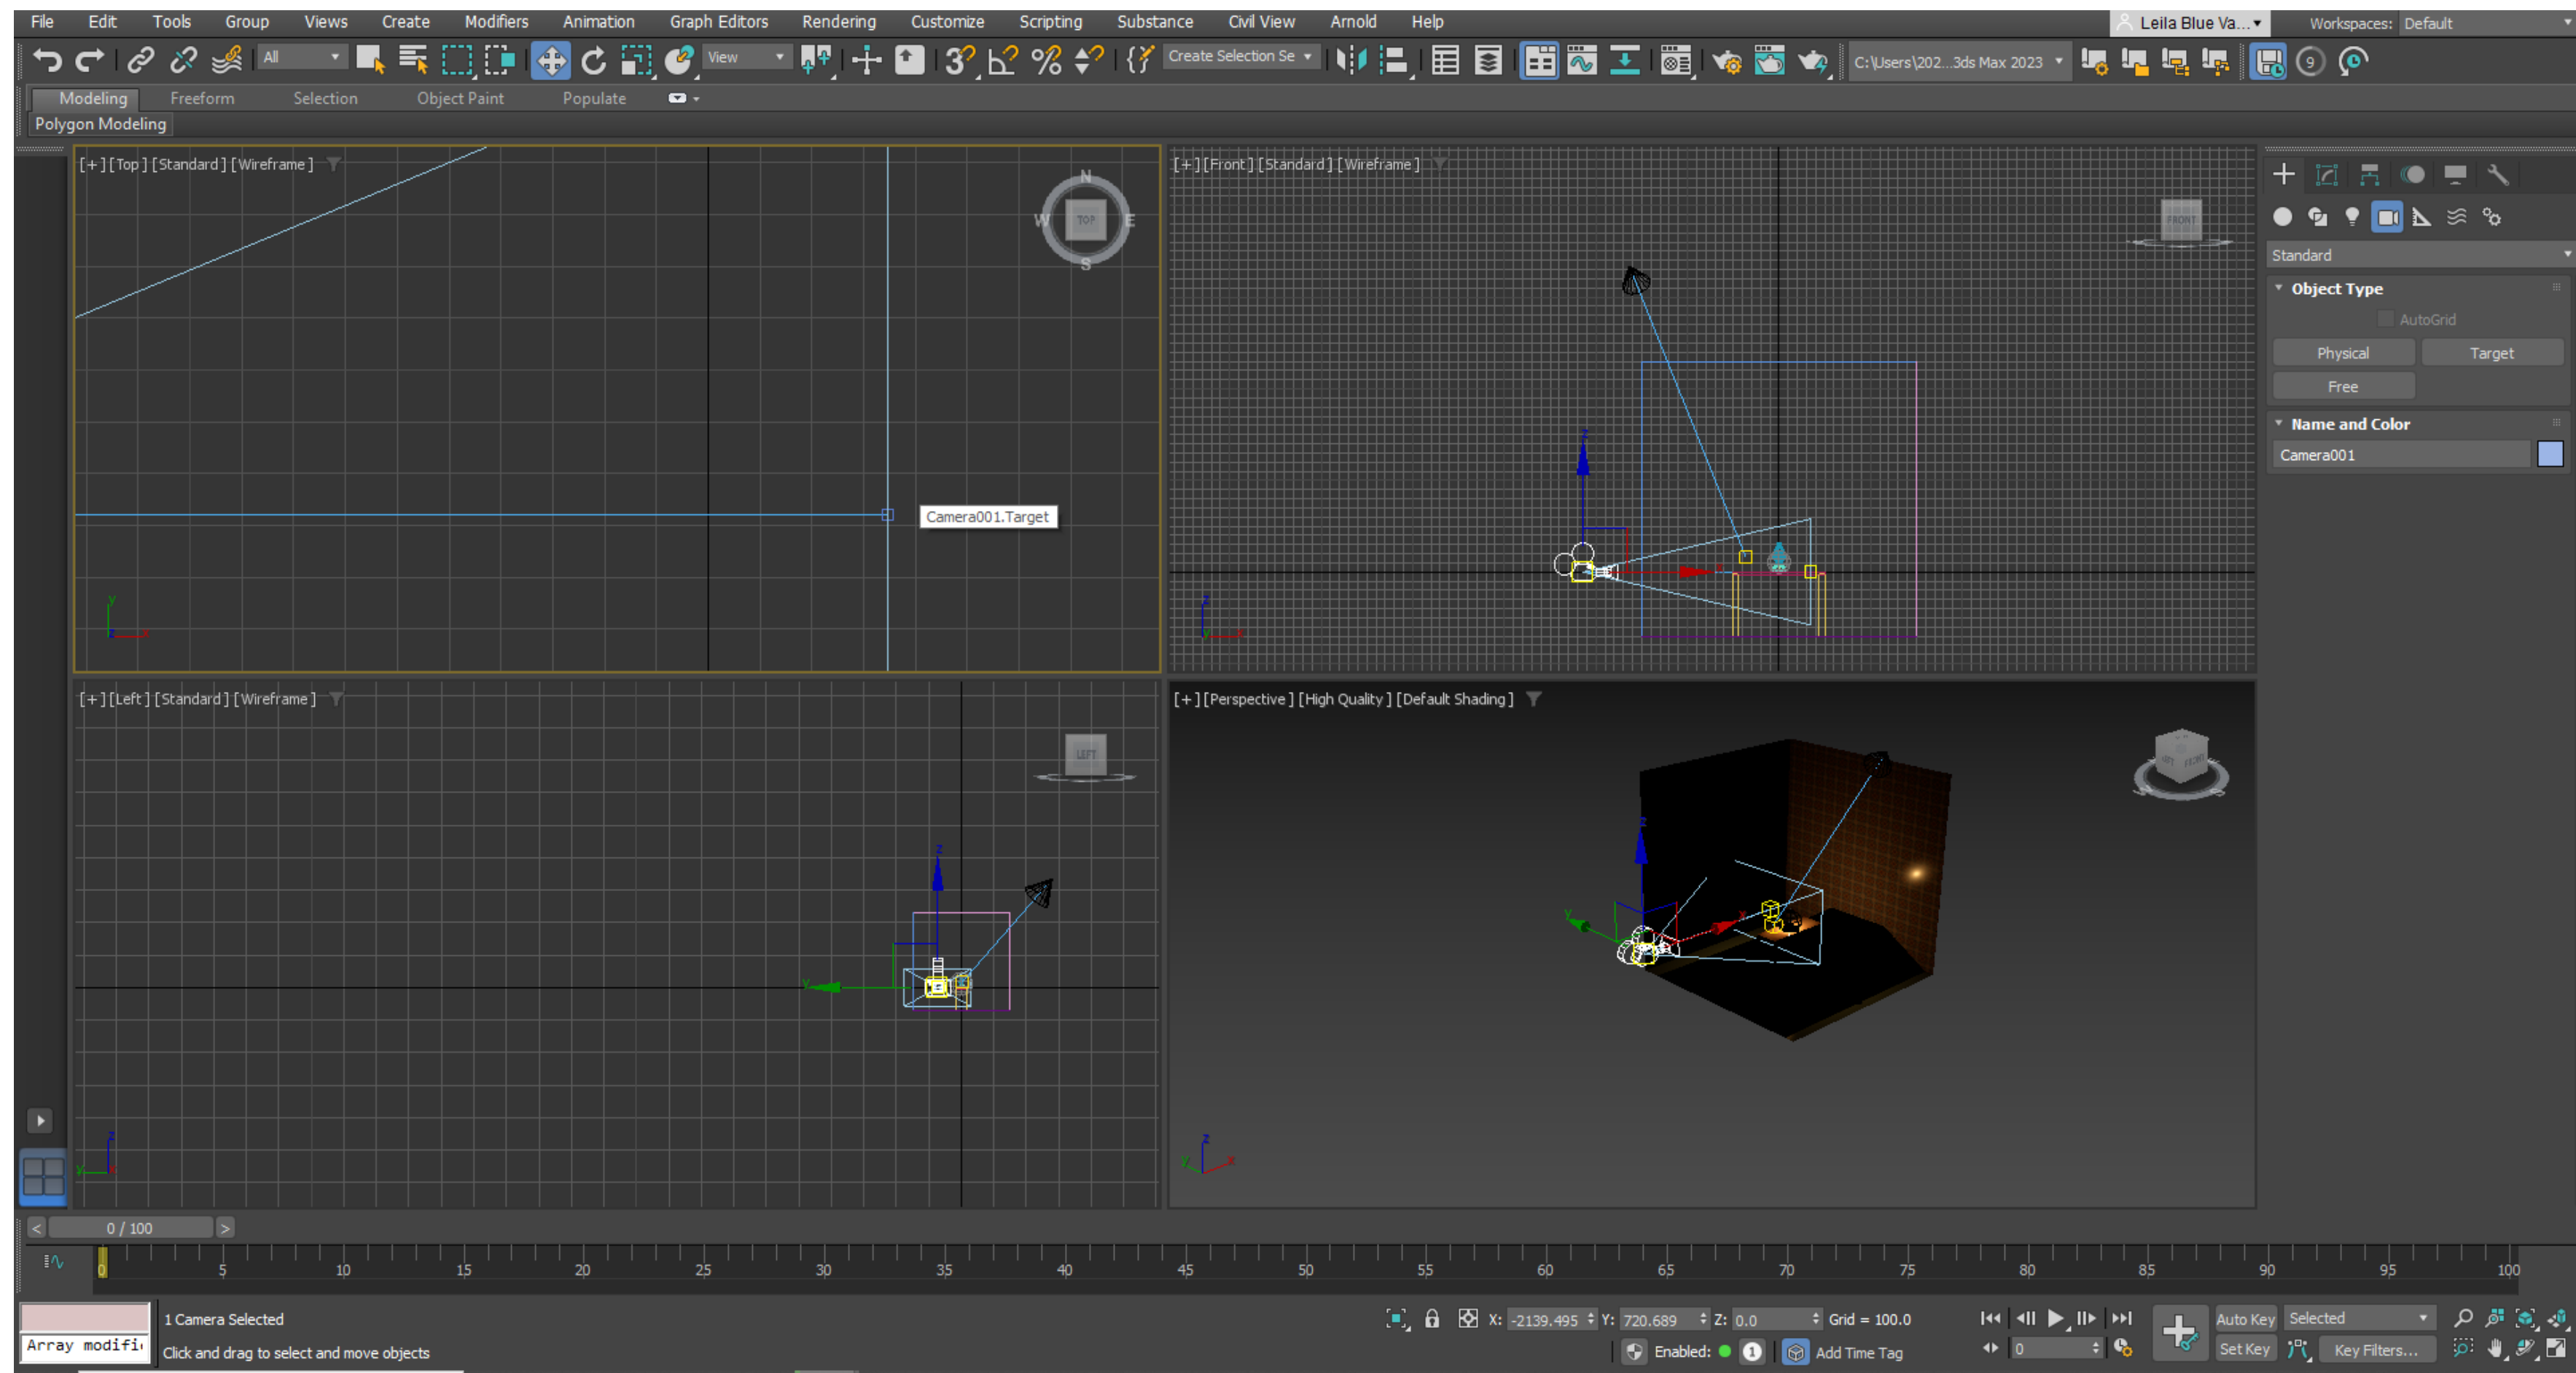 File Edit Tools Group Views Create Modifiers Animation Graph Editors Rendering Customize Scripting Substance Civil View Arnold Help Leila Blue Va... Workspaces: Default
All View Create Selection Se C:\Users\202...3ds Max 2023 9
Modeling Freeform Selection Object Paint Populate
Polygon Modeling
[+][Top][Standard][Wireframe]
N
W TOP E
S
Camera001.Target
y
z x
[+][Front][Standard][Wireframe]
FRONT
z
x
z
y x
Standard
Object Type
AutoGrid
Physical Target
Free
Name and Color
Camera001
[+][Left][Standard][Wireframe]
LEFT
z
y
z
y x
[+][Perspective][High Quality][Default Shading]
z
y x
z
y x
< 0 / 100 >
0 5 10 15 20 25 30 35 40 45 50 55 60 65 70 75 80 85 90 95 100
1 Camera Selected X: -2139.495 Y: 720.689 Z: 0.0 Grid = 100.0 Auto Key Selected
Array modifi Click and drag to select and move objects Enabled: 1 Add Time Tag 0 Set Key Key Filters...